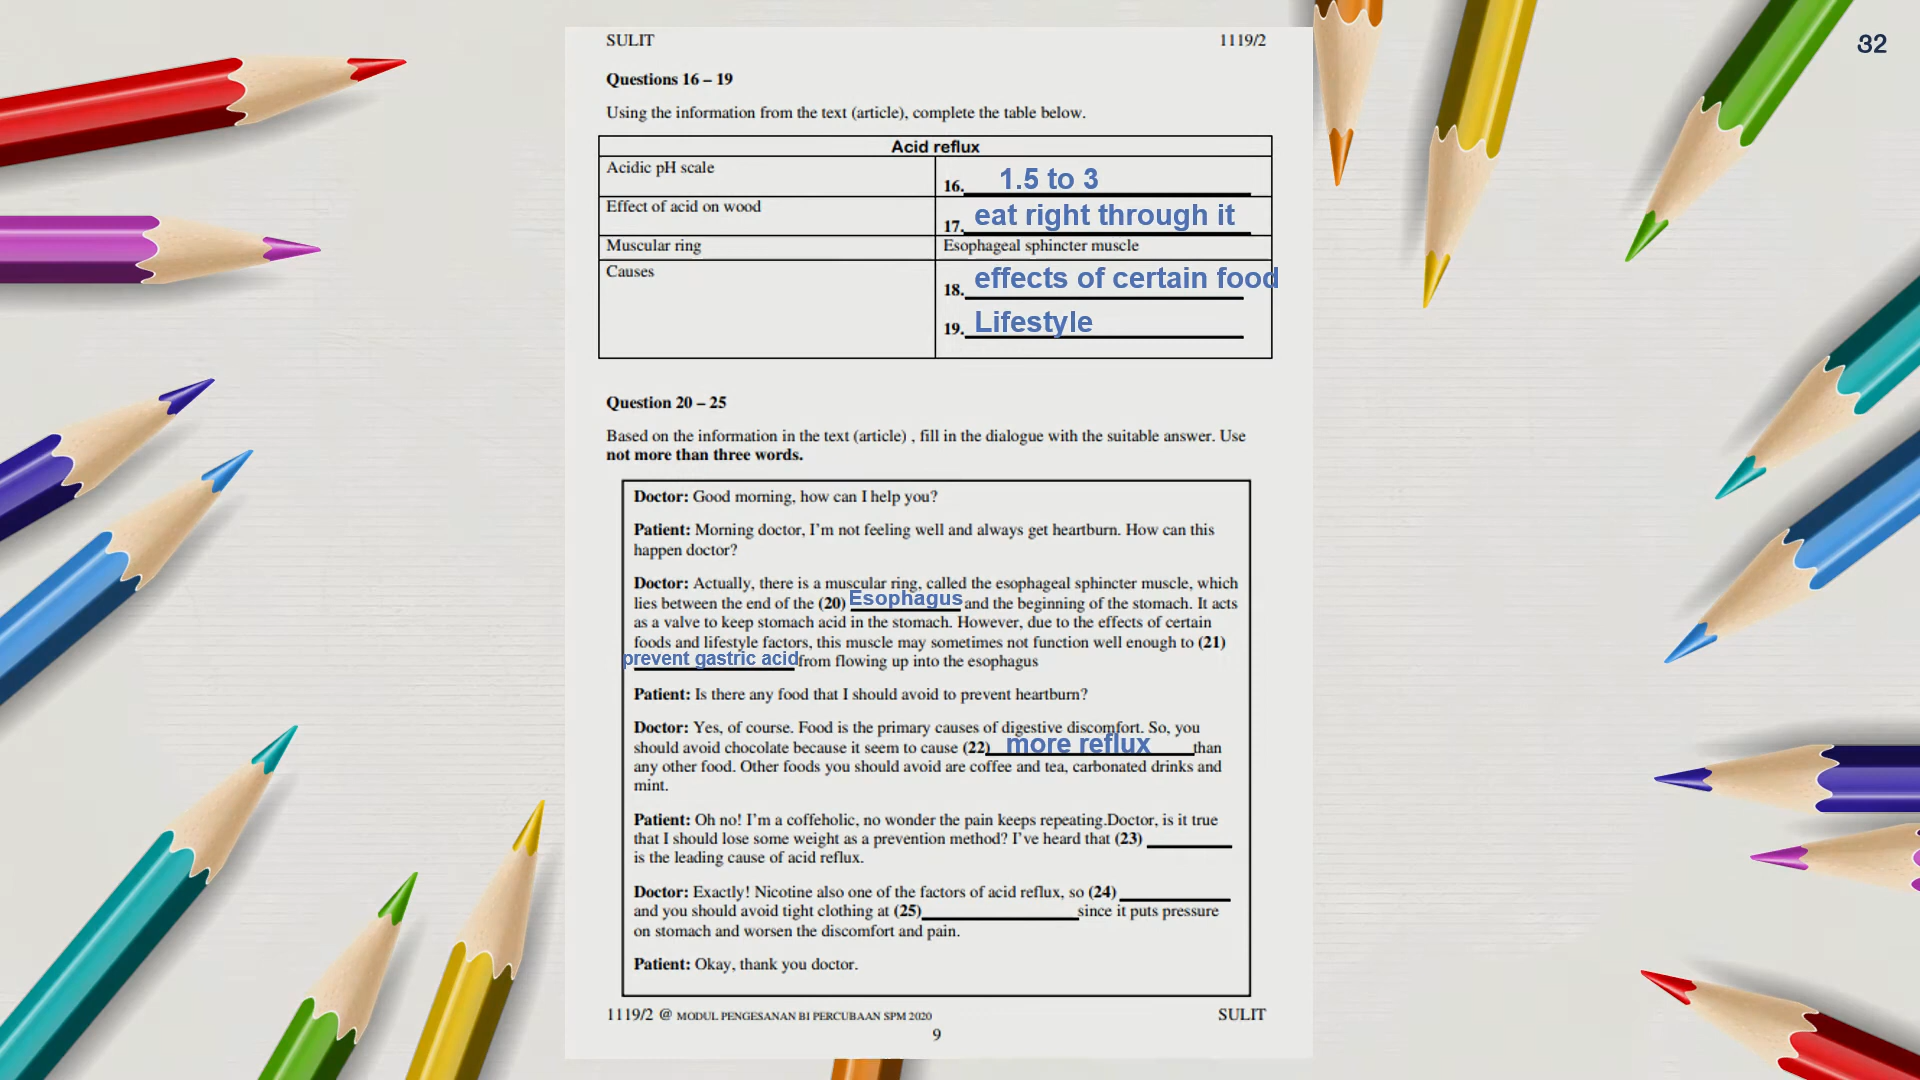 32
SULIT 1119/2
Questions 16 – 19
Using the information from the text (article), complete the table below.
Acid reflux
Acidic pH scale 16. 1.5 to 3
Effect of acid on wood 17. eat right through it
Muscular ring Esophageal sphincter muscle
Causes 18. effects of certain food
19. Lifestyle
Question 20 – 25
Based on the information in the text (article) , fill in the dialogue with the suitable answer. Use
not more than three words.
Doctor: Good morning, how can I help you?
Patient: Morning doctor, I'm not feeling well and always get heartburn. How can this
happen doctor?
Doctor: Actually, there is a muscular ring, called the esophageal sphincter muscle, which
lies between the end of the (20) Esophagus and the beginning of the stomach. It acts
as a valve to keep stomach acid in the stomach. However, due to the effects of certain
foods and lifestyle factors, this muscle may sometimes not function well enough to (21)
prevent gastric acid from flowing up into the esophagus
Patient: Is there any food that I should avoid to prevent heartburn?
Doctor: Yes, of course. Food is the primary causes of digestive discomfort. So, you
should avoid chocolate because it seem to cause (22) more reflux than
any other food. Other foods you should avoid are coffee and tea, carbonated drinks and
mint.
Patient: Oh no! I'm a coffeholic, no wonder the pain keeps repeating.Doctor, is it true
that I should lose some weight as a prevention method? I've heard that (23) __________
is the leading cause of acid reflux.
Doctor: Exactly! Nicotine also one of the factors of acid reflux, so (24) __________
and you should avoid tight clothing at (25)__________since it puts pressure
on stomach and worsen the discomfort and pain.
Patient: Okay, thank you doctor.
1119/2 @ MODUL PENGESANAN BI PERCUBAAN SPM 2020 SULIT
9